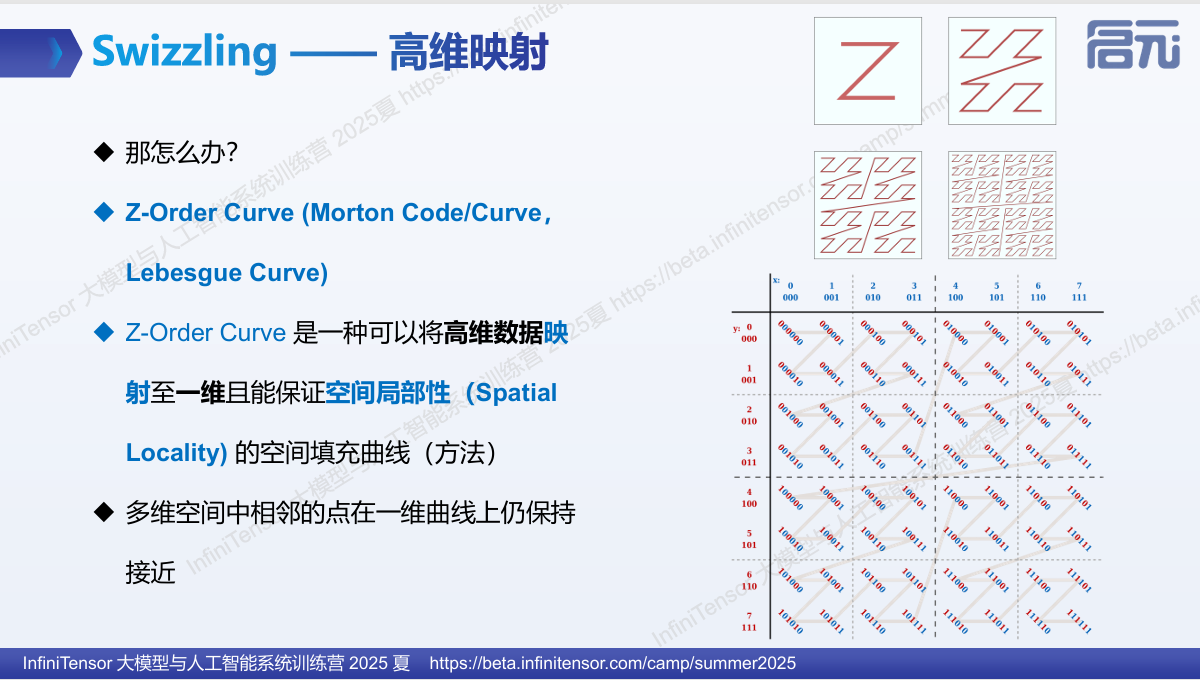 Swizzling —— 高维映射
启元
那怎么办？
Z-Order Curve (Morton Code/Curve，
Lebesgue Curve)
Z-Order Curve 是一种可以将高维数据映
射至一维且能保证空间局部性（Spatial
Locality) 的空间填充曲线（方法）
多维空间中相邻的点在一维曲线上仍保持
接近
x: 0 1 2 3 4 5 6 7
000 001 010 011 100 101 110 111
y: 0
000
000000 000001 000100 000101 010000 010001 010100 010101
1
001
000010 000011 000110 000111 010010 010011 010110 010111
2
010
001000 001001 001100 001101 011000 011001 011100 011101
3
011
001010 001011 001110 001111 011010 011011 011110 011111
4
100
100000 100001 100100 100101 110000 110001 110100 110101
5
101
100010 100011 100110 100111 110010 110011 110110 110111
6
110
101000 101001 101100 101101 111000 111001 111100 111101
7
111
101010 101011 101110 101111 111010 111011 111110 111111
InfiniTensor 大模型与人工智能系统训练营 2025 夏 https://beta.infinitensor.com/camp/summer2025